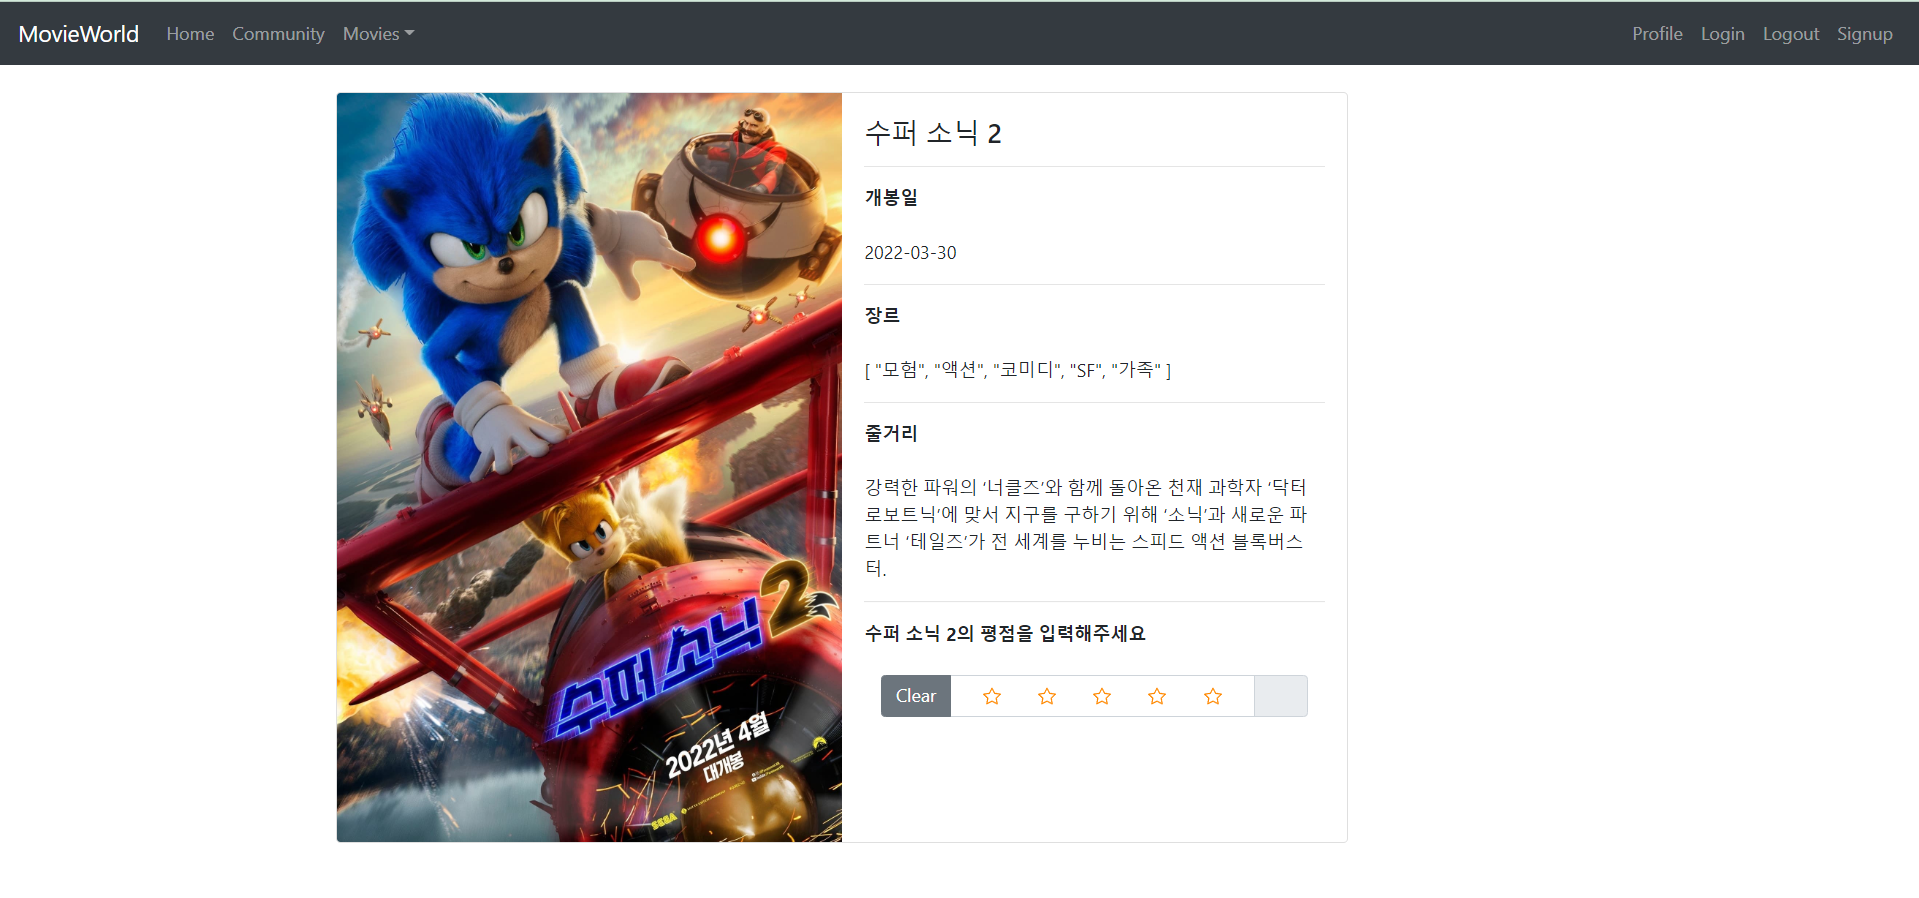 MovieWorld Home Community Movies Profile Login Logout Signup
수퍼 소닉 2
개봉일
2022-03-30
장르
[ "모험", "액션", "코미디", "SF", "가족" ]
줄거리
강력한 파워의 ‘너클즈’와 함께 돌아온 천재 과학자 ‘닥터
로보트닉’에 맞서 지구를 구하기 위해 ‘소닉’과 새로운 파
트너 ‘테일즈’가 전 세계를 누비는 스피드 액션 블록버스
터.
수퍼 소닉 2의 평점을 입력해주세요
Clear
수퍼 소닉 2
2022년 4월
대개봉
SEGA